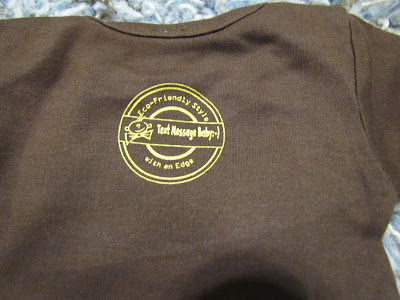 Eco-Friendly Style
Text Message Baby:-)
with an Edge